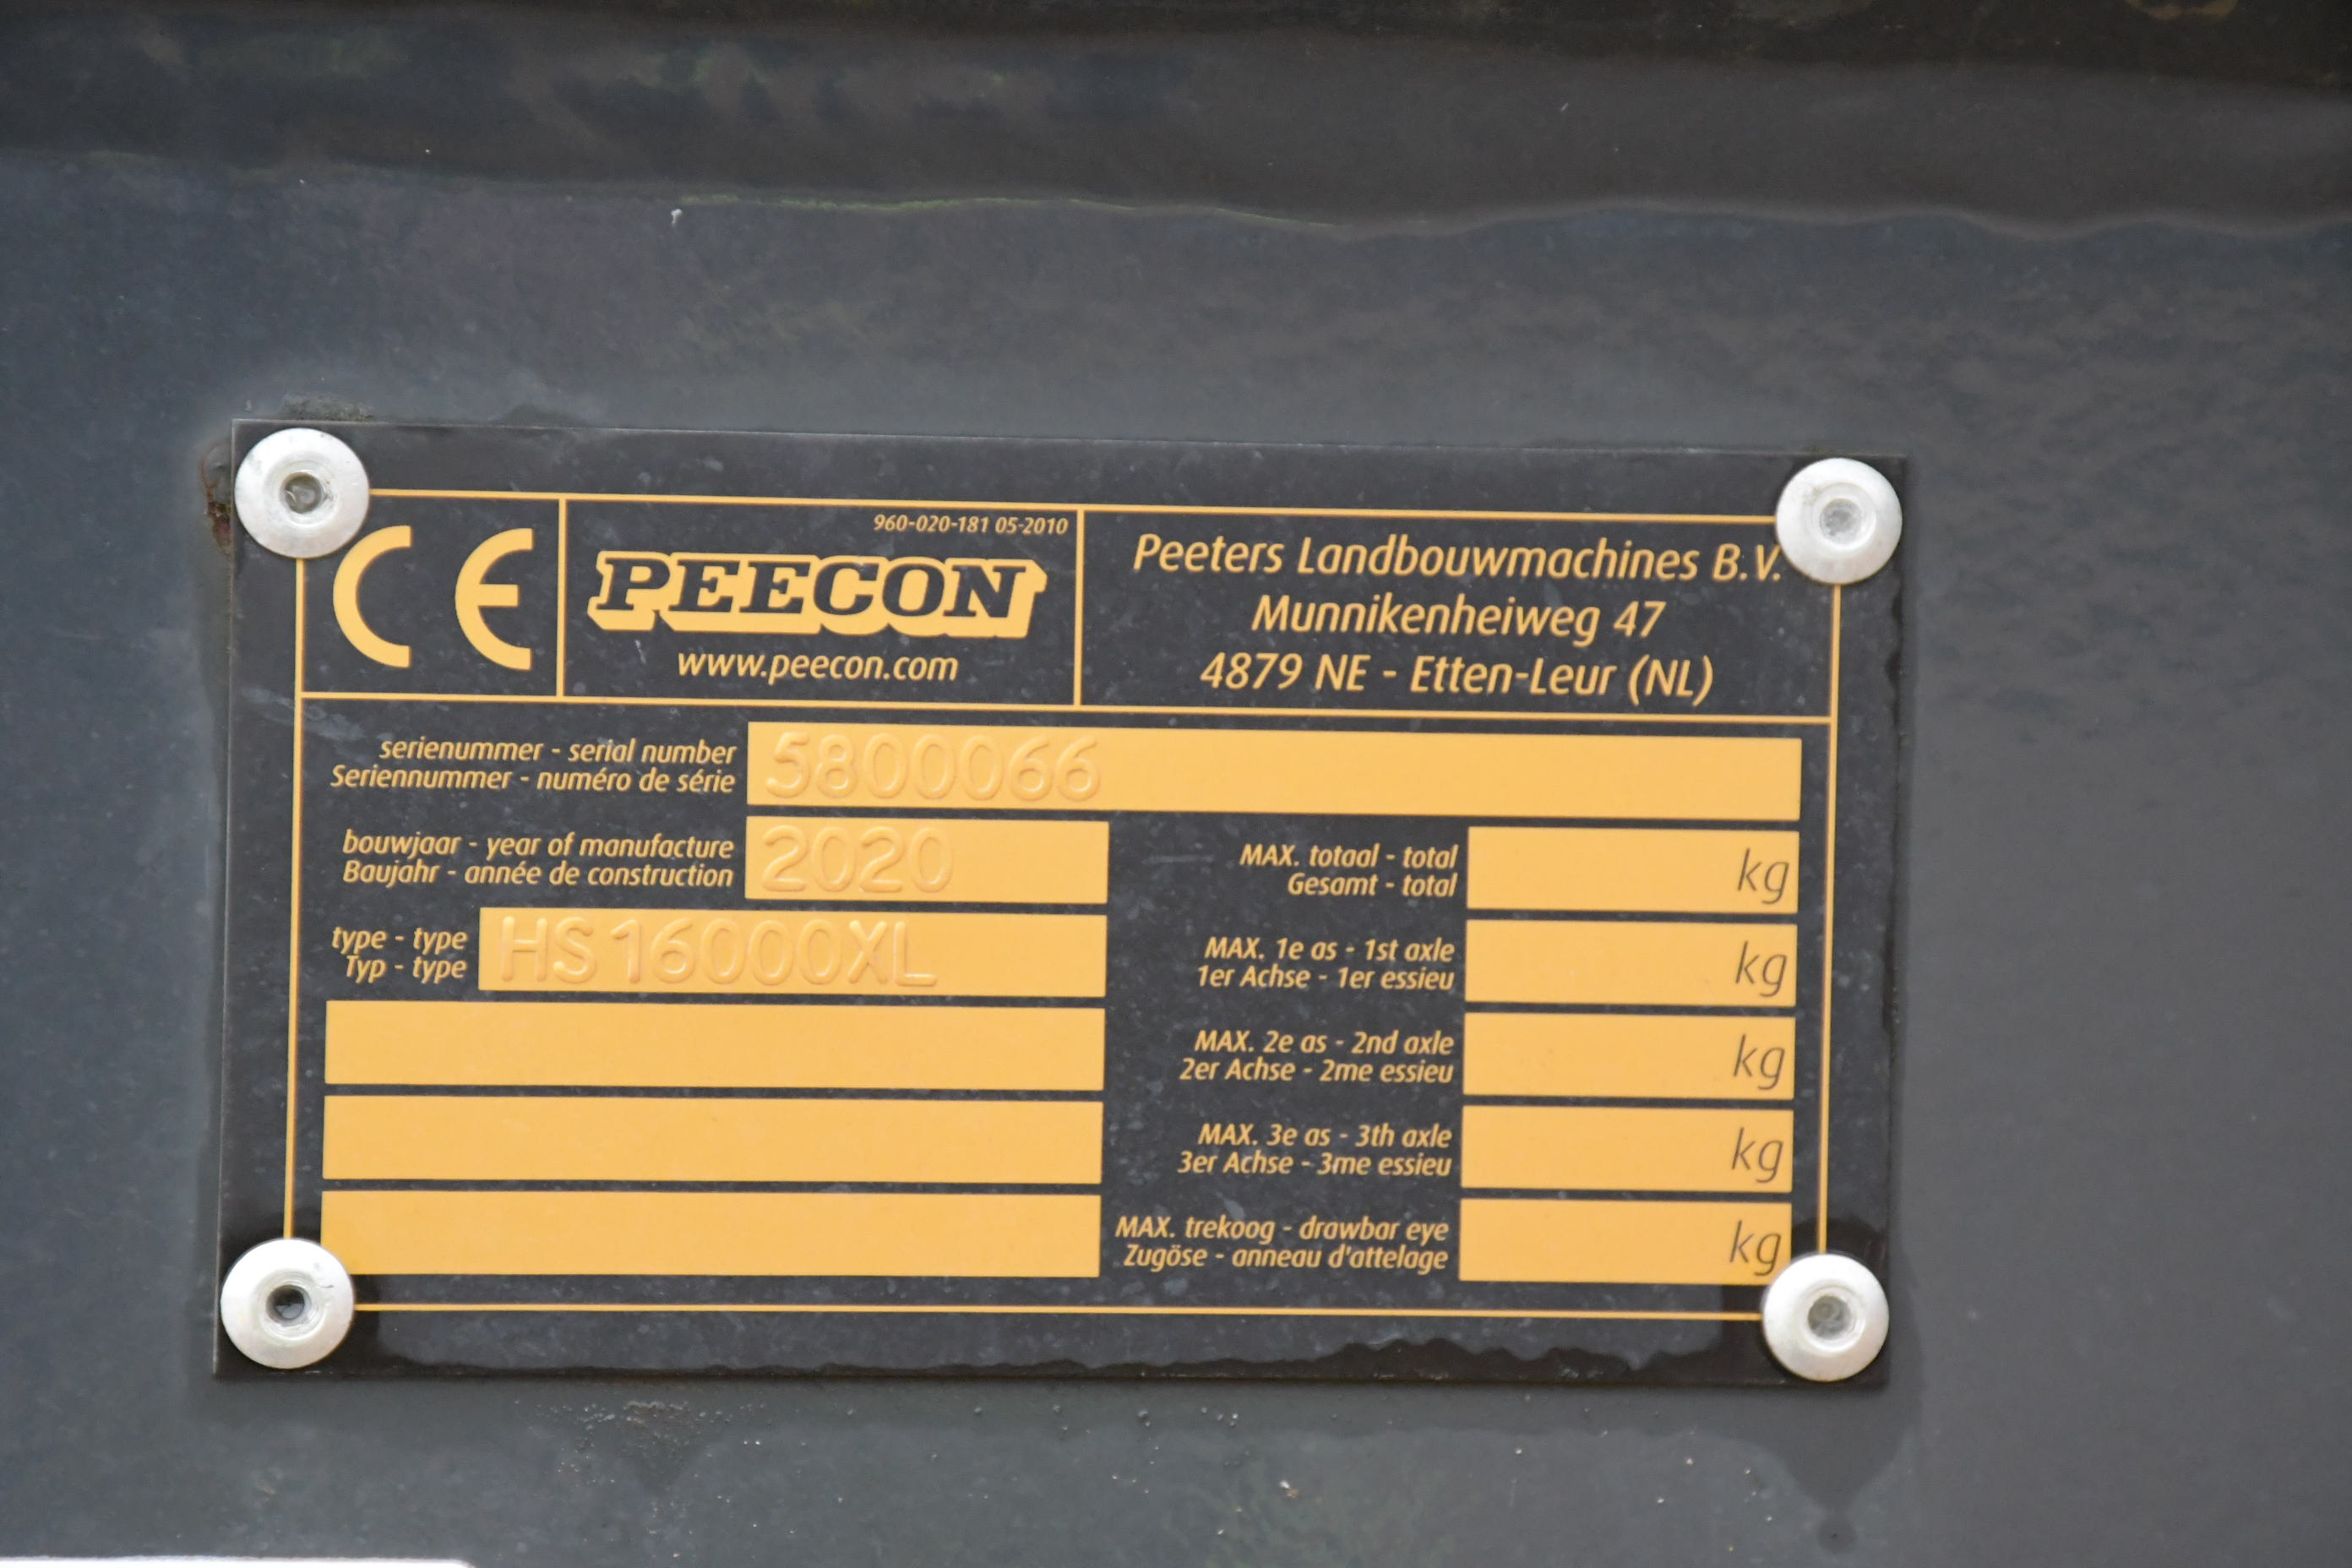 CE
960-020-181 05-2010
PEECON
www.peecon.com
Peeters Landbouwmachines B.V.
Munnikenheiweg 47
4879 NE - Etten-Leur (NL)
serienummer - serial number
Seriennummer - numéro de série
5800066
bouwjaar - year of manufacture
Baujahr - année de construction
2020
type - type
Typ - type
HS16000XL
MAX. totaal - total
Gesamt - total
kg
MAX. 1e as - 1st axle
1er Achse - 1er essieu
kg
MAX. 2e as - 2nd axle
2er Achse - 2me essieu
kg
MAX. 3e as - 3th axle
3er Achse - 3me essieu
kg
MAX. trekoog - drawbar eye
Zugöse - anneau d'attelage
kg